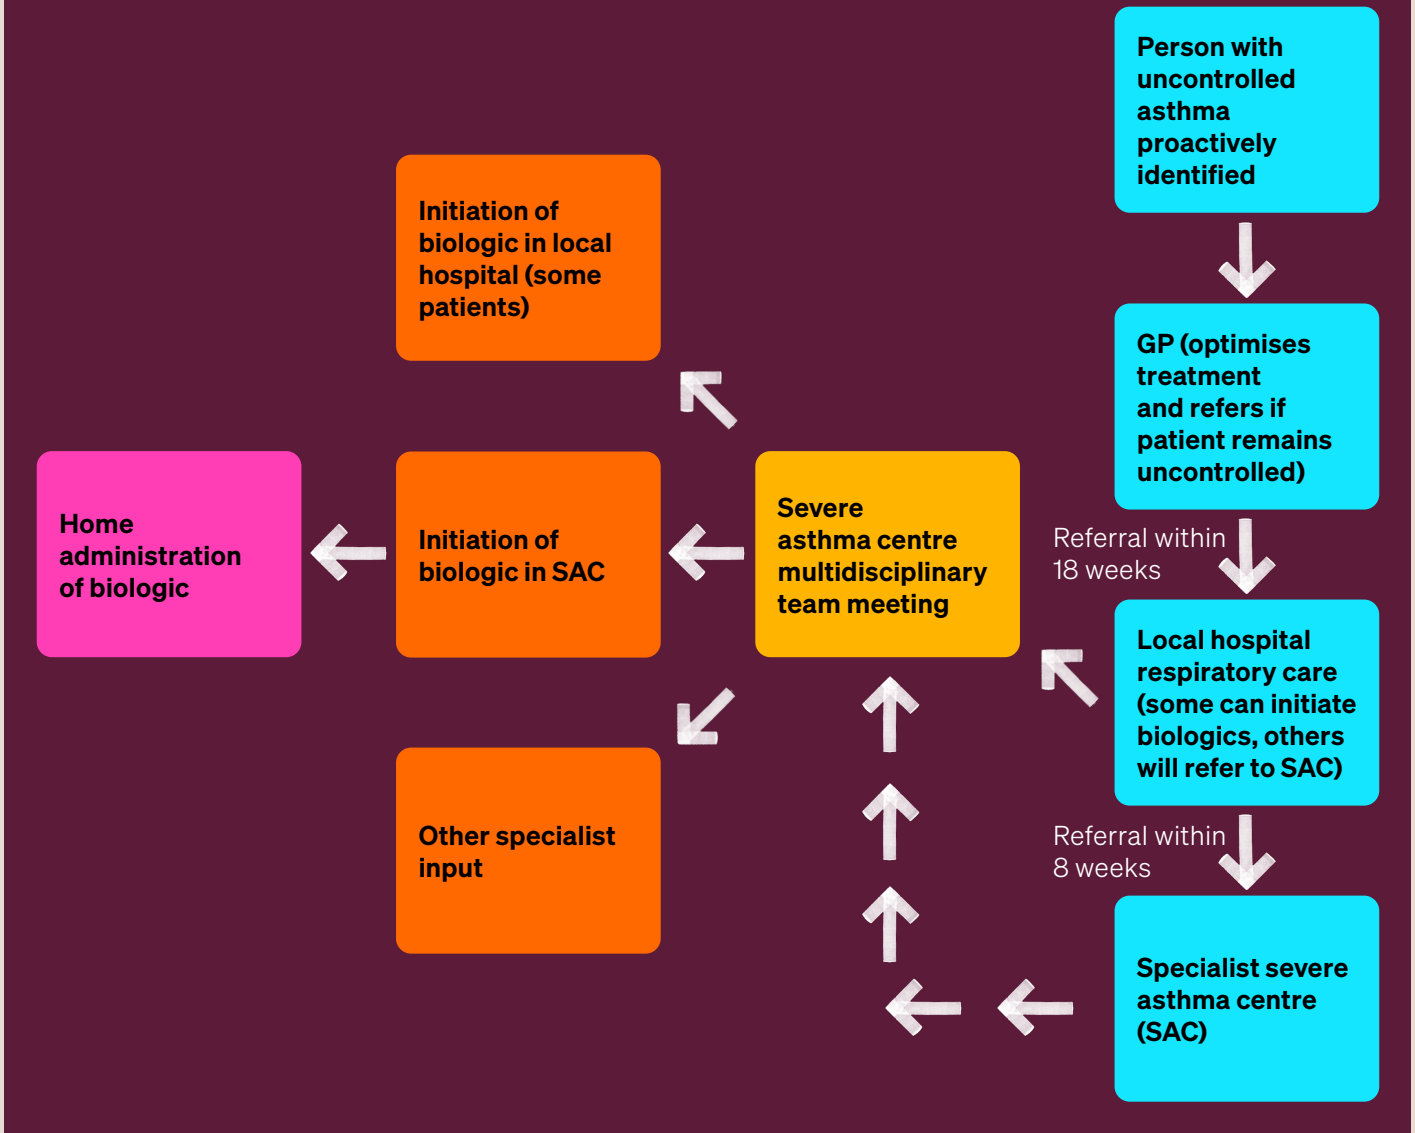 Person with
uncontrolled
asthma
proactively
identified
GP (optimises
treatment
and refers if
patient remains
uncontrolled)
Referral within
18 weeks
Local hospital
respiratory care
(some can initiate
biologics, others
will refer to SAC)
Referral within
8 weeks
Specialist severe
asthma centre
(SAC)
Severe
asthma centre
multidisciplinary
team meeting
Initiation of
biologic in local
hospital (some
patients)
Initiation of
biologic in SAC
Other specialist
input
Home
administration
of biologic